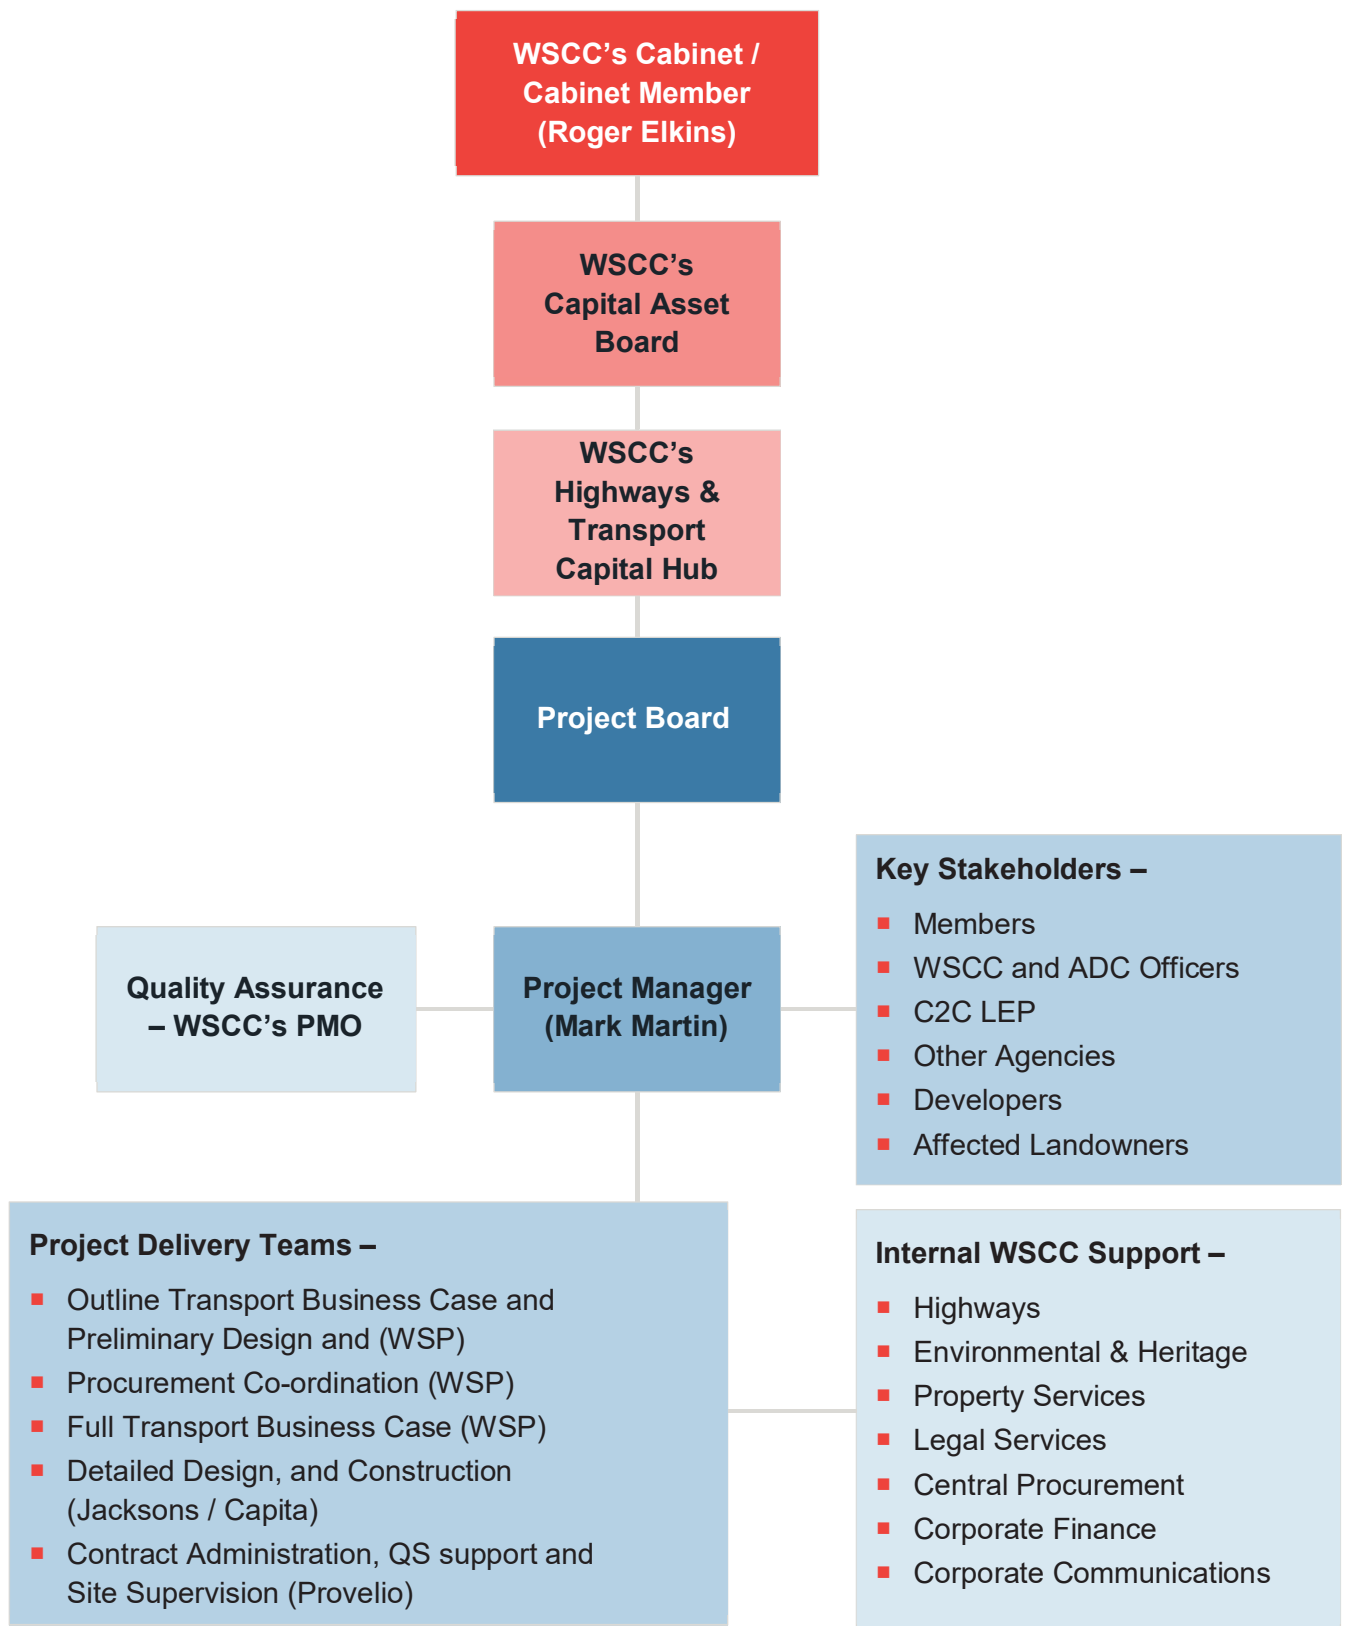 WSCC’s Cabinet /
Cabinet Member
(Roger Elkins)
WSCC’s
Capital Asset
Board
WSCC’s
Highways &
Transport
Capital Hub
Project Board
Quality Assurance
– WSCC’s PMO
Project Manager
(Mark Martin)
Key Stakeholders –
Members
WSCC and ADC Officers
C2C LEP
Other Agencies
Developers
Affected Landowners
Project Delivery Teams –
Outline Transport Business Case and
Preliminary Design and (WSP)
Procurement Co-ordination (WSP)
Full Transport Business Case (WSP)
Detailed Design, and Construction
(Jacksons / Capita)
Contract Administration, QS support and
Site Supervision (Provelio)
Internal WSCC Support –
Highways
Environmental & Heritage
Property Services
Legal Services
Central Procurement
Corporate Finance
Corporate Communications